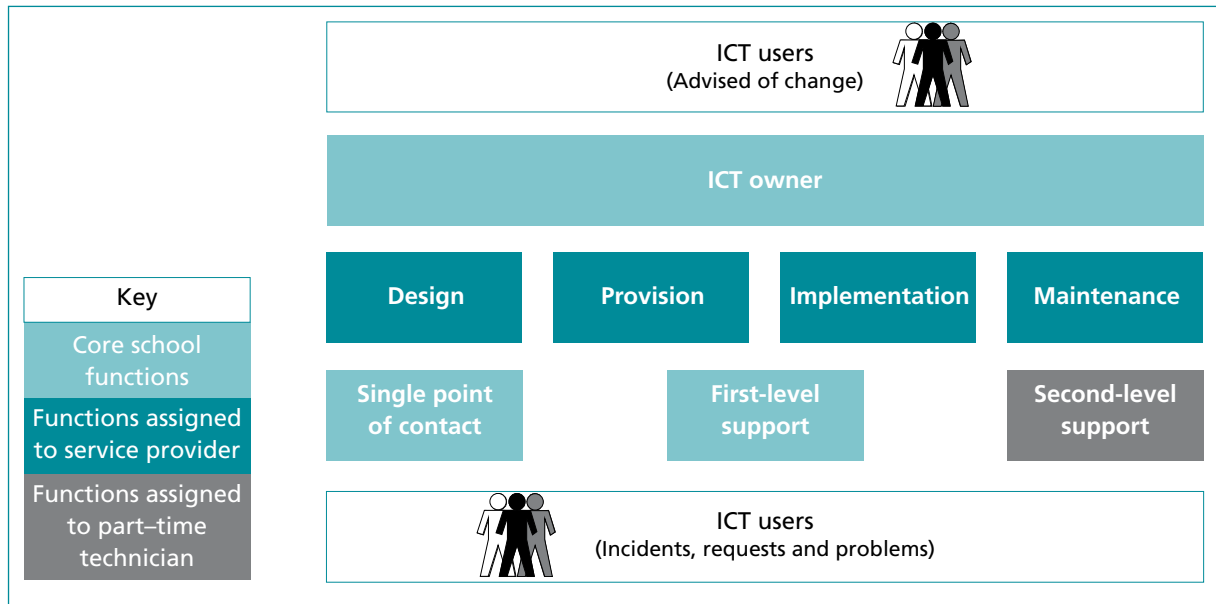 ICT users
(Advised of change)
ICT owner
Design
Provision
Implementation
Maintenance
Key
Core school
functions
Functions assigned
to service provider
Functions assigned
to part–time
technician
Single point
of contact
First-level
support
Second-level
support
ICT users
(Incidents, requests and problems)